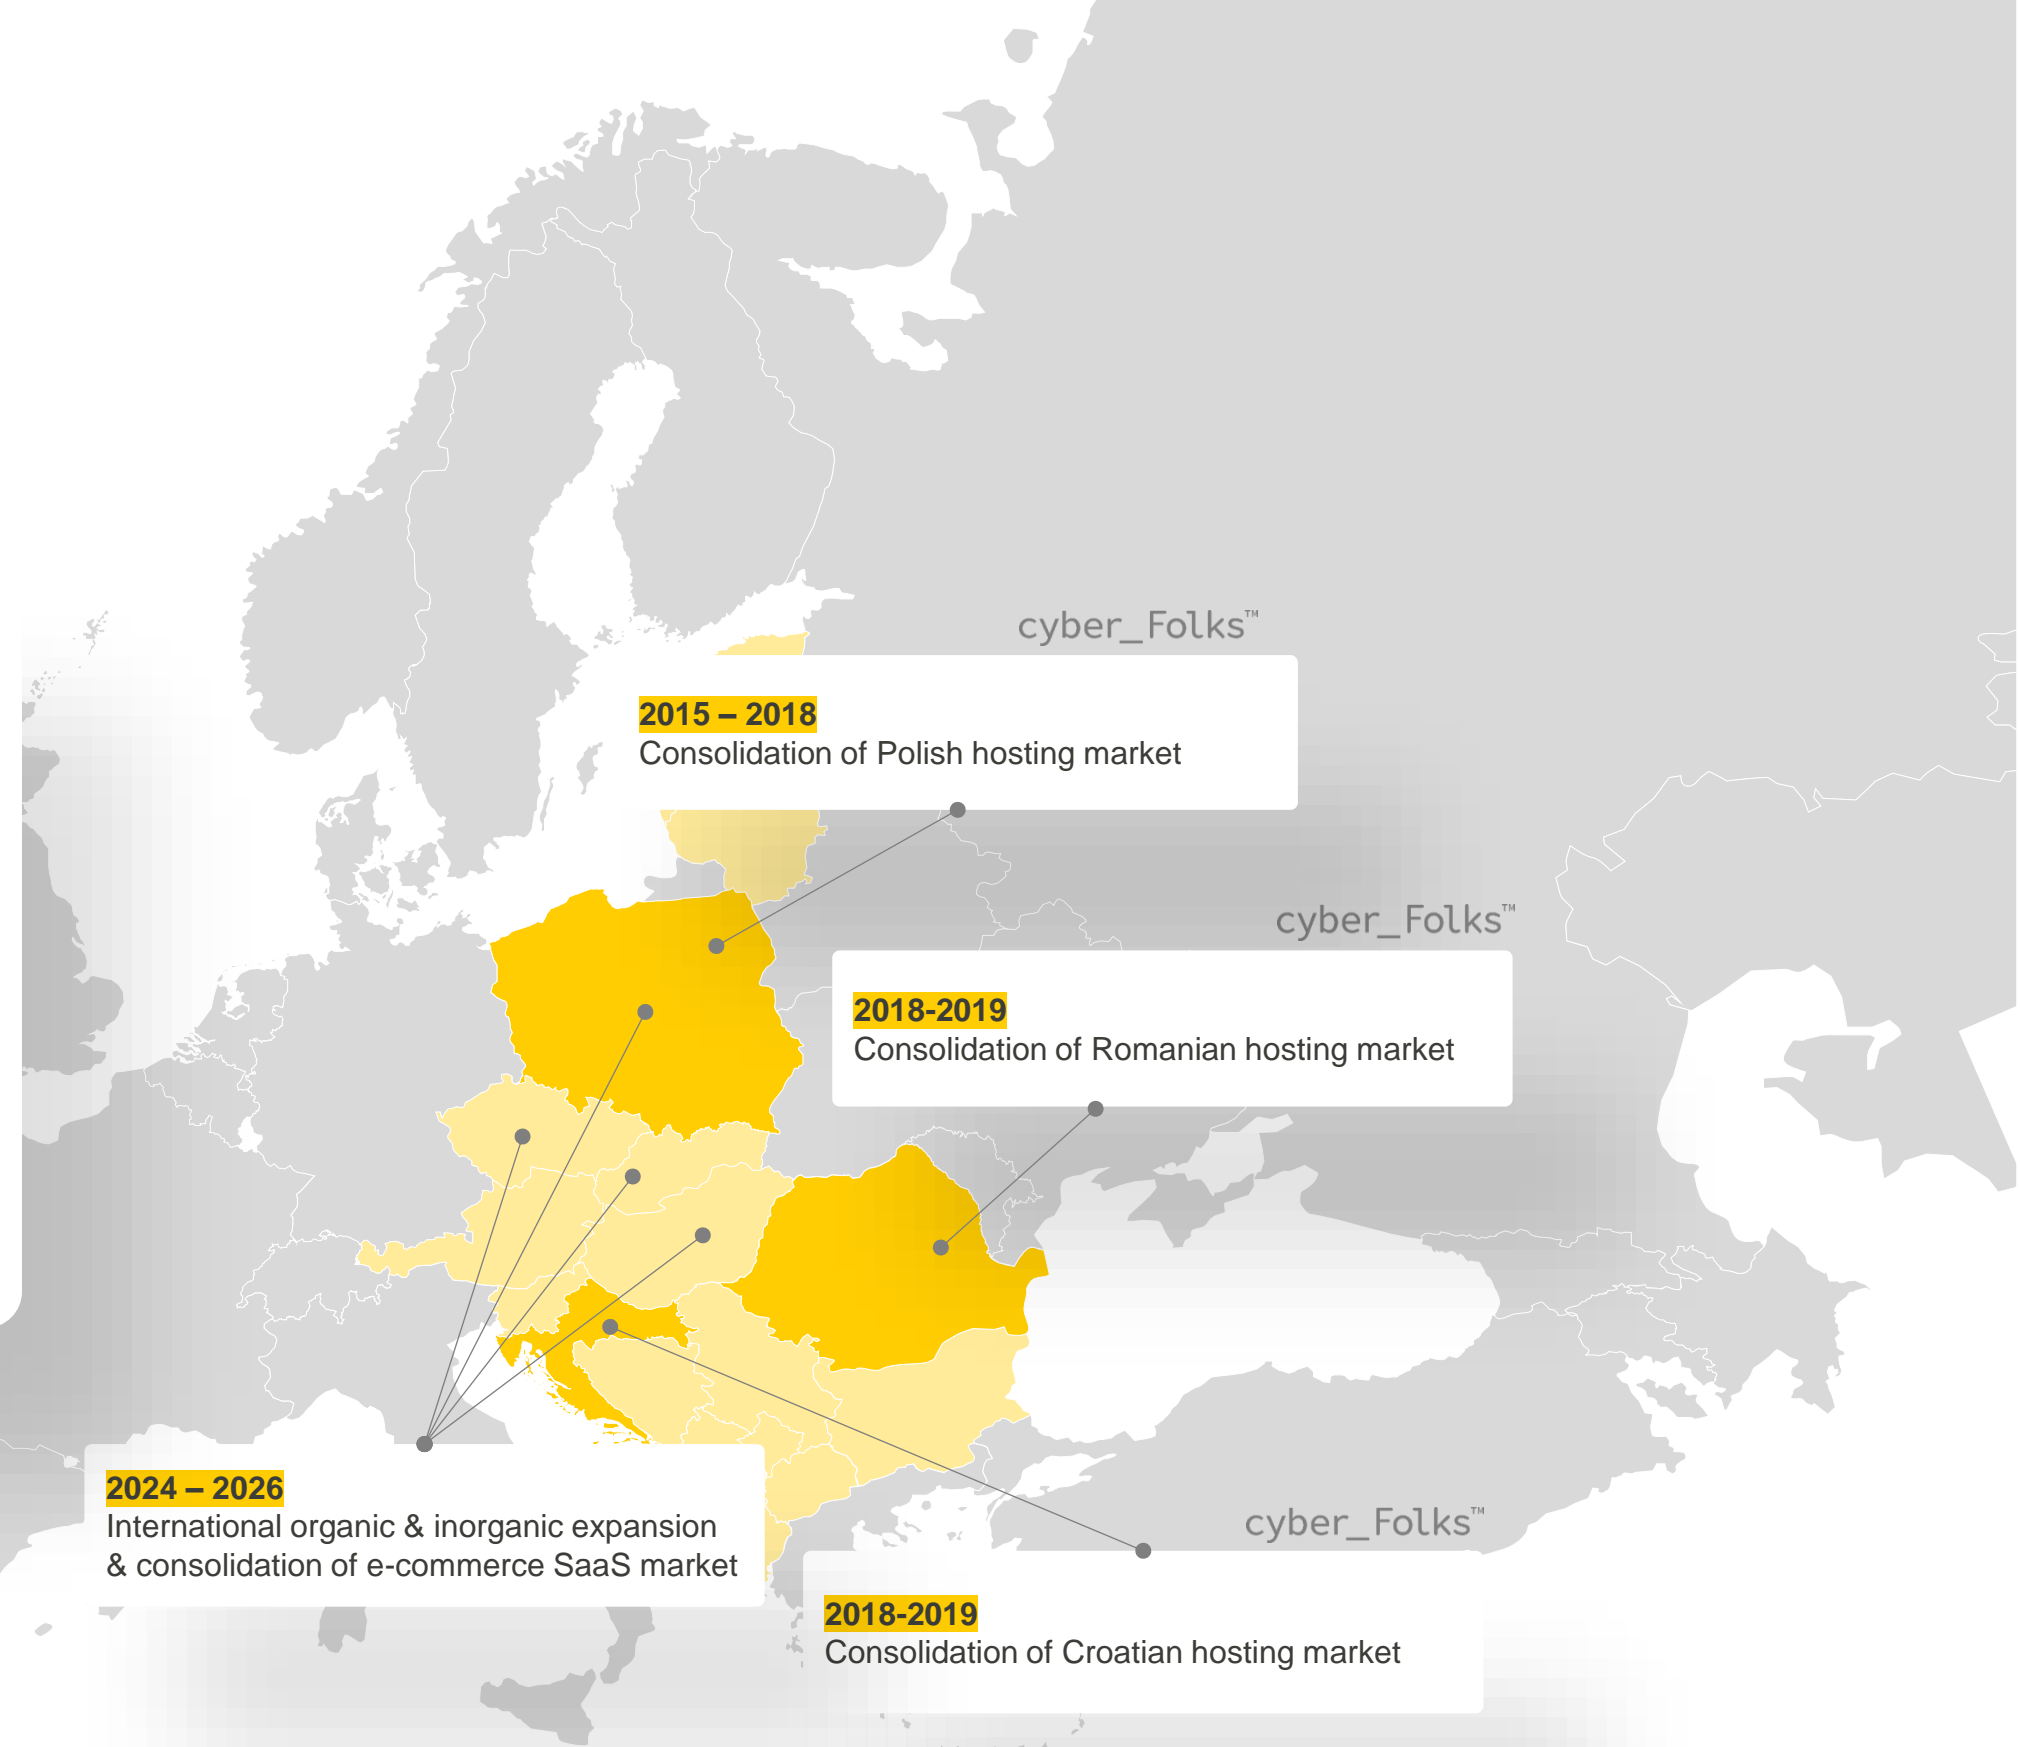 cyber_Folks™
2015 – 2018
Consolidation of Polish hosting market
cyber_Folks™
2018-2019
Consolidation of Romanian hosting market
2024 – 2026
International organic & inorganic expansion
& consolidation of e-commerce SaaS market
cyber_Folks™
2018-2019
Consolidation of Croatian hosting market